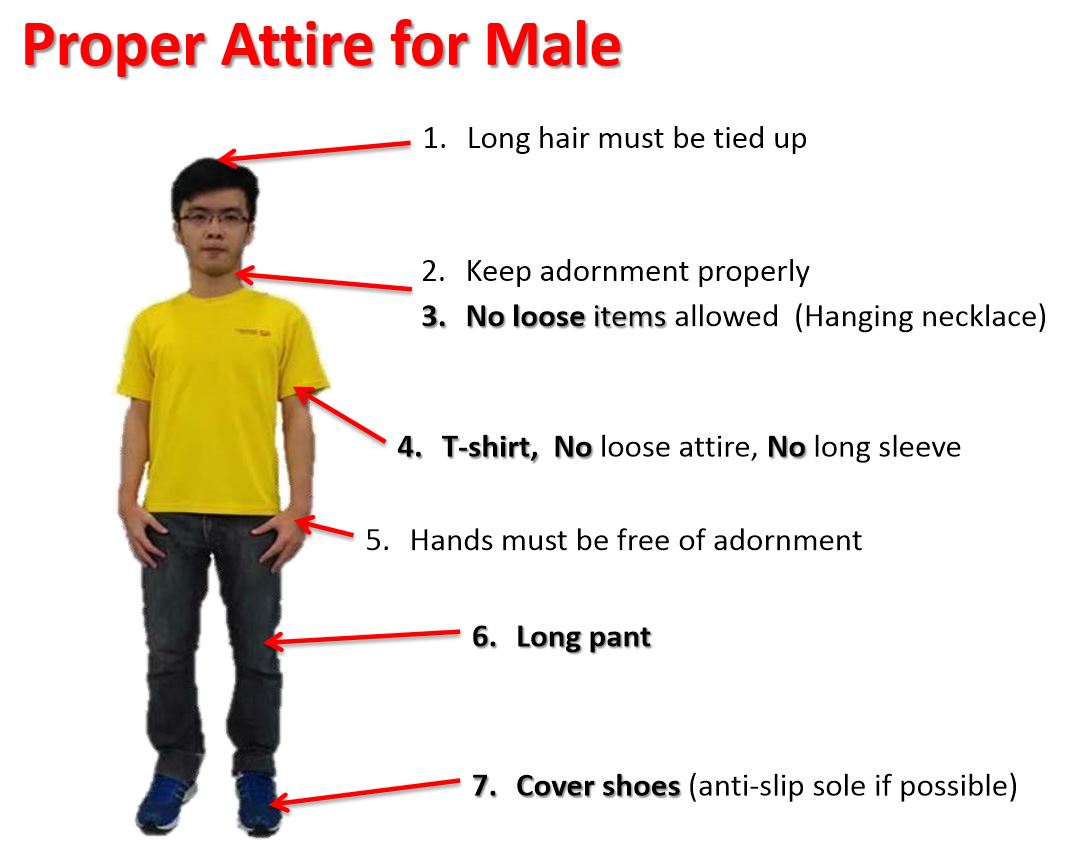 Proper Attire for Male
1. Long hair must be tied up
2. Keep adornment properly
3. No loose items allowed (Hanging necklace)
4. T-shirt, No loose attire, No long sleeve
5. Hands must be free of adornment
6. Long pant
7. Cover shoes (anti-slip sole if possible)